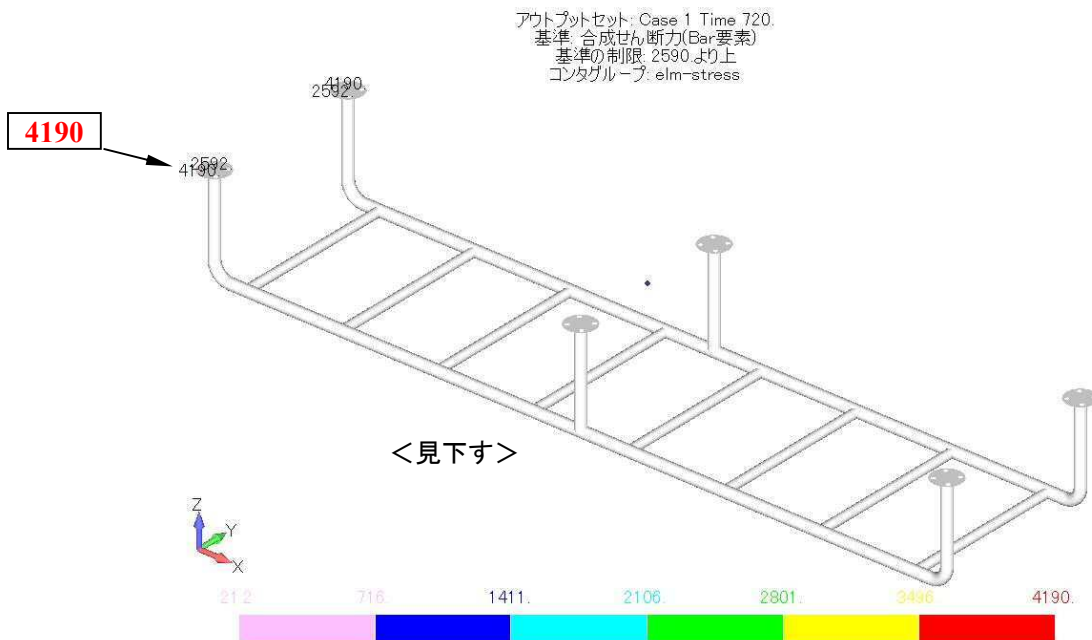 アウトプットセット: Case 1 Time 720.
基準: 合成せん断力(Bar要素)
基準の制限: 2590.より上
コンタグループ: elm-stress
4190.
2592.
4190
2592
4190
＜見下す＞
Z
Y
X
21.2 716. 1411. 2106. 2801. 3496. 4190.